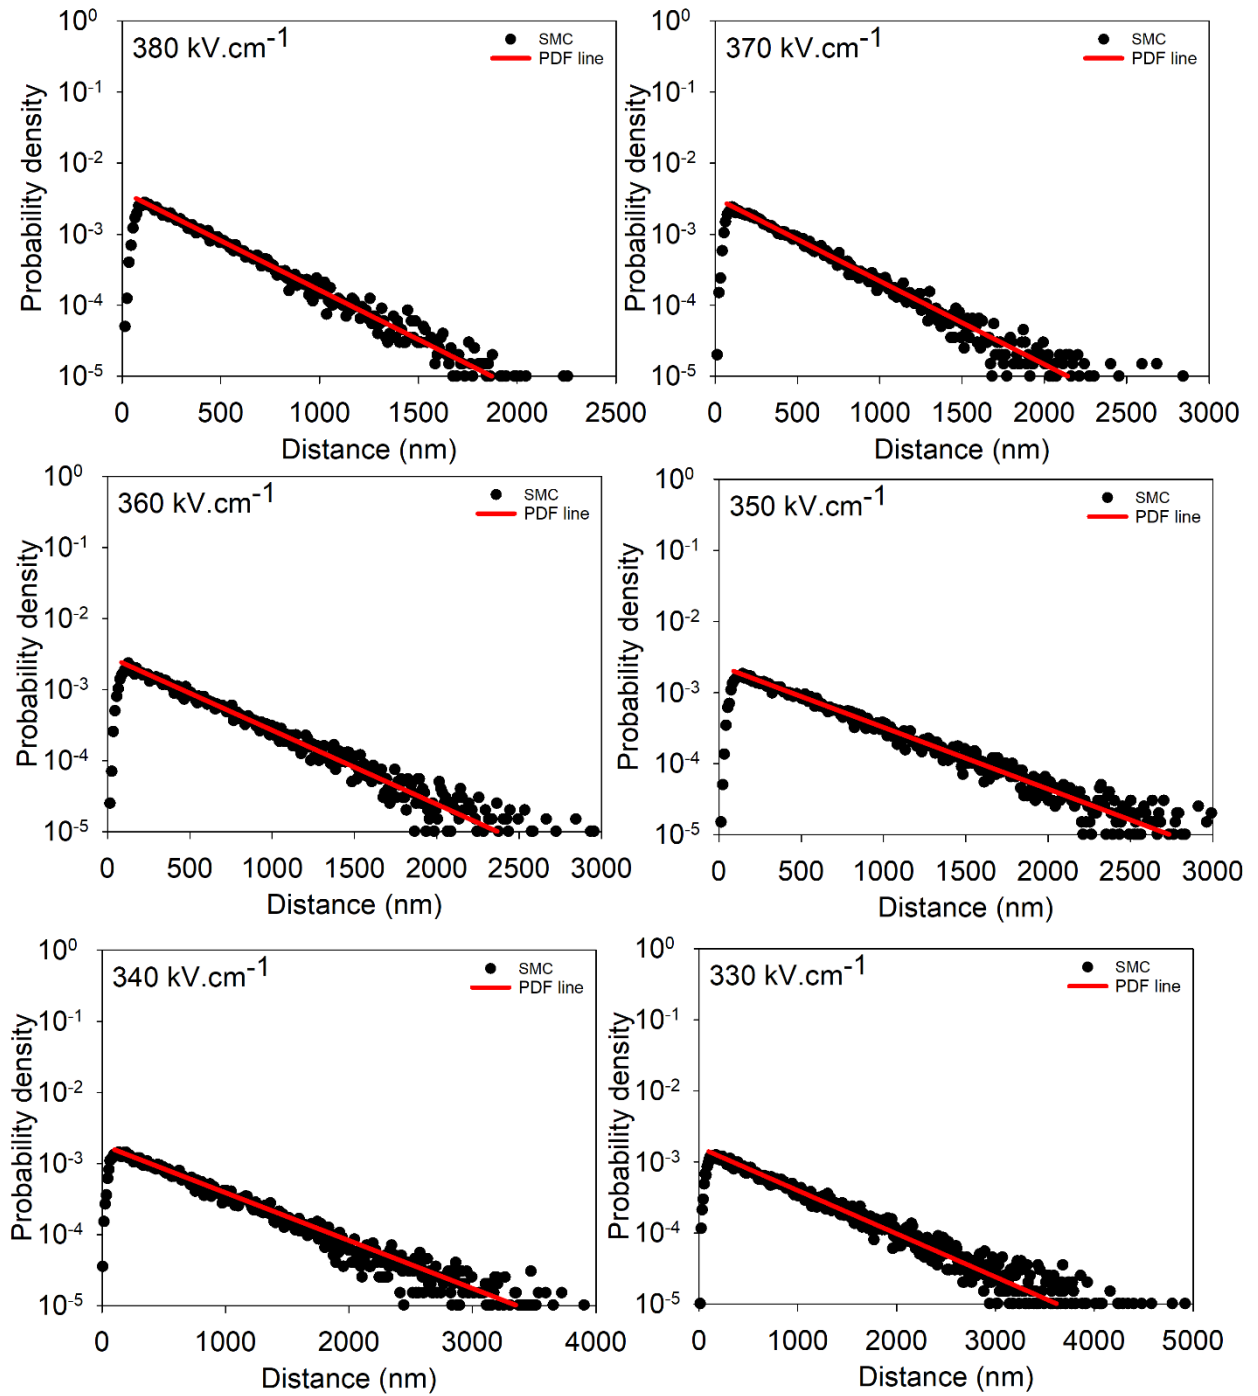 380 kV.cm⁻¹
SMC
PDF line
Probability density
10⁰
10⁻¹
10⁻²
10⁻³
10⁻⁴
10⁻⁵
0 500 1000 1500 2000 2500
Distance (nm)
370 kV.cm⁻¹
SMC
PDF line
Probability density
10⁰
10⁻¹
10⁻²
10⁻³
10⁻⁴
10⁻⁵
0 500 1000 1500 2000 2500 3000
Distance (nm)
360 kV.cm⁻¹
SMC
PDF line
Probability density
10⁰
10⁻¹
10⁻²
10⁻³
10⁻⁴
10⁻⁵
0 500 1000 1500 2000 2500 3000
Distance (nm)
350 kV.cm⁻¹
SMC
PDF line
Probability density
10⁰
10⁻¹
10⁻²
10⁻³
10⁻⁴
10⁻⁵
0 500 1000 1500 2000 2500 3000
Distance (nm)
340 kV.cm⁻¹
SMC
PDF line
Probability density
10⁰
10⁻¹
10⁻²
10⁻³
10⁻⁴
10⁻⁵
0 1000 2000 3000 4000
Distance (nm)
330 kV.cm⁻¹
SMC
PDF line
Probability density
10⁰
10⁻¹
10⁻²
10⁻³
10⁻⁴
10⁻⁵
0 1000 2000 3000 4000 5000
Distance (nm)